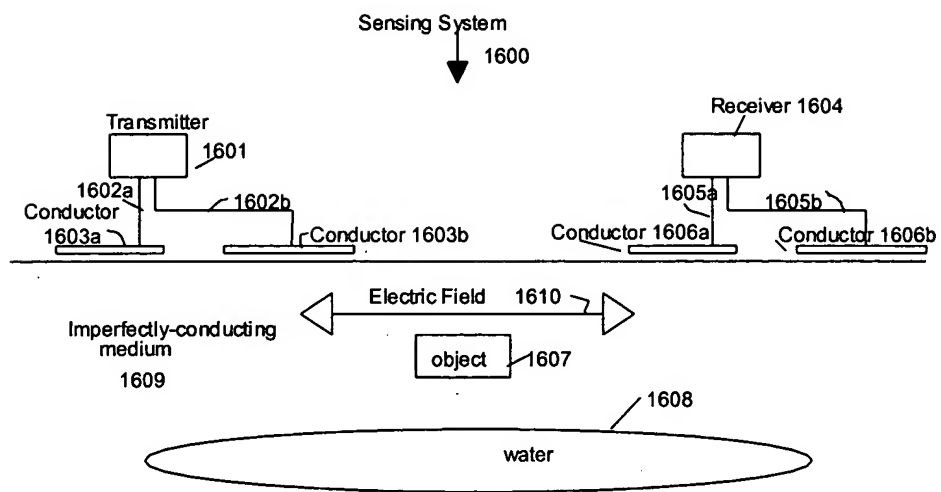 Sensing System
1600
Transmitter
1601
Receiver 1604
1602a
Conductor
1603a
1602b
Conductor 1603b
1605a
1605b
Conductor 1606a
Conductor 1606b
Electric Field
1610
Imperfectly-conducting
medium
1609
object
1607
1608
water